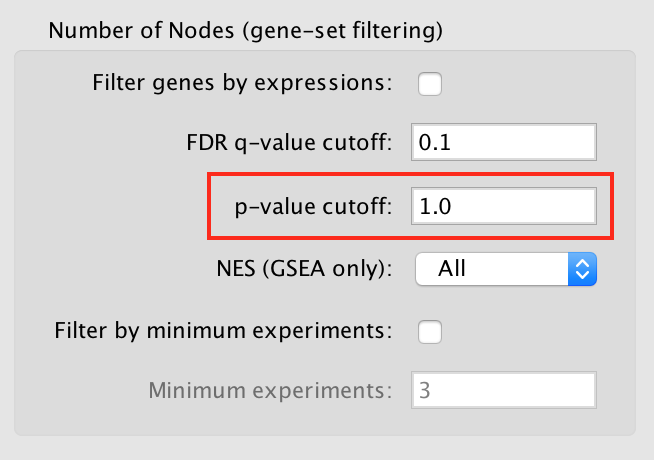 Number of Nodes (gene-set filtering)
Filter genes by expressions:
FDR q-value cutoff: 0.1
p-value cutoff: 1.0
NES (GSEA only): All
Filter by minimum experiments:
Minimum experiments: 3